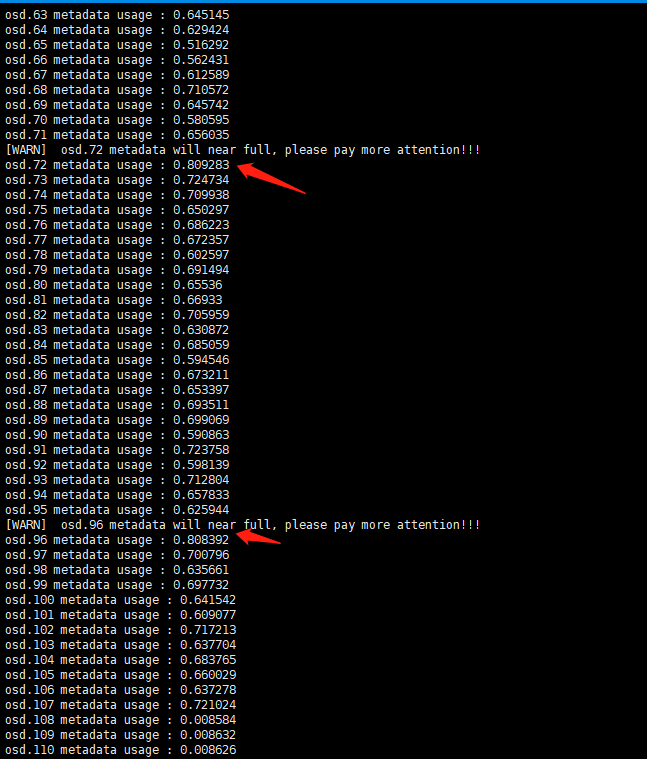 osd.63 metadata usage : 0.645145
osd.64 metadata usage : 0.629424
osd.65 metadata usage : 0.516292
osd.66 metadata usage : 0.562431
osd.67 metadata usage : 0.612589
osd.68 metadata usage : 0.710572
osd.69 metadata usage : 0.645742
osd.70 metadata usage : 0.580595
osd.71 metadata usage : 0.656035
[WARN]  osd.72 metadata will near full, please pay more attention!!!
osd.72 metadata usage : 0.809283
osd.73 metadata usage : 0.724734
osd.74 metadata usage : 0.709938
osd.75 metadata usage : 0.650297
osd.76 metadata usage : 0.686223
osd.77 metadata usage : 0.672357
osd.78 metadata usage : 0.602597
osd.79 metadata usage : 0.691494
osd.80 metadata usage : 0.65536
osd.81 metadata usage : 0.66933
osd.82 metadata usage : 0.705959
osd.83 metadata usage : 0.630872
osd.84 metadata usage : 0.685059
osd.85 metadata usage : 0.594546
osd.86 metadata usage : 0.673211
osd.87 metadata usage : 0.653397
osd.88 metadata usage : 0.693511
osd.89 metadata usage : 0.699069
osd.90 metadata usage : 0.590863
osd.91 metadata usage : 0.723758
osd.92 metadata usage : 0.598139
osd.93 metadata usage : 0.712804
osd.94 metadata usage : 0.657833
osd.95 metadata usage : 0.625944
[WARN]  osd.96 metadata will near full, please pay more attention!!!
osd.96 metadata usage : 0.808392
osd.97 metadata usage : 0.700796
osd.98 metadata usage : 0.635661
osd.99 metadata usage : 0.697732
osd.100 metadata usage : 0.641542
osd.101 metadata usage : 0.609077
osd.102 metadata usage : 0.717213
osd.103 metadata usage : 0.637704
osd.104 metadata usage : 0.683765
osd.105 metadata usage : 0.660029
osd.106 metadata usage : 0.637278
osd.107 metadata usage : 0.721024
osd.108 metadata usage : 0.008584
osd.109 metadata usage : 0.008632
osd.110 metadata usage : 0.008626